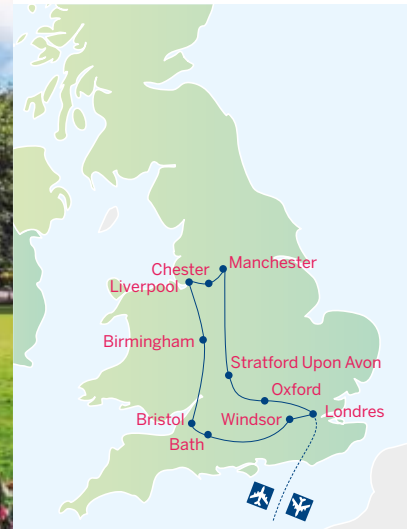 Manchester
Chester
Liverpool
Birmingham
Stratford Upon Avon
Oxford
Londres
Windsor
Bristol
Bath